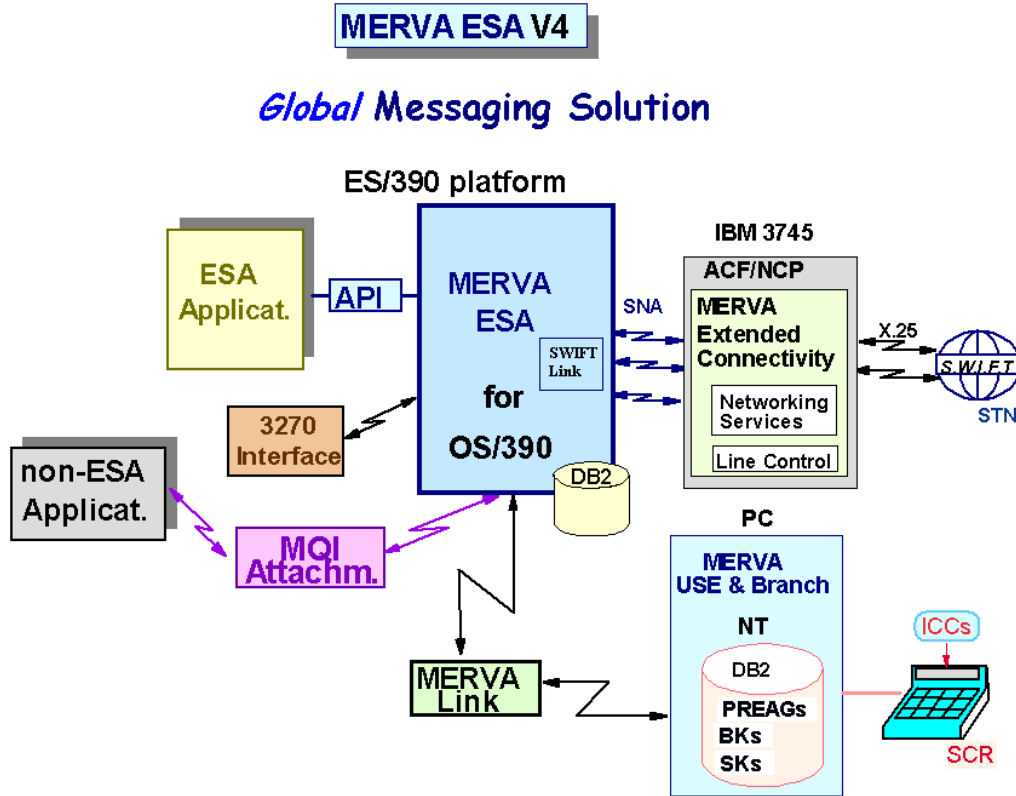 MERVA ESA V4
Global Messaging Solution
ES/390 platform
IBM 3745
ESA
Applicat.
API
MERVA
ESA
SWIFT
Link
for
OS/390
DB2
SNA
ACF/NCP
MERVA
Extended
Connectivity
Networking
Services
Line Control
X.25
S.W.I.F.T
STN
3270
Interface
non-ESA
Applicat.
MQI
Attachm.
MERVA
Link
PC
MERVA
USE & Branch
NT
DB2
PREAGs
BKs
SKs
ICCs
SCR